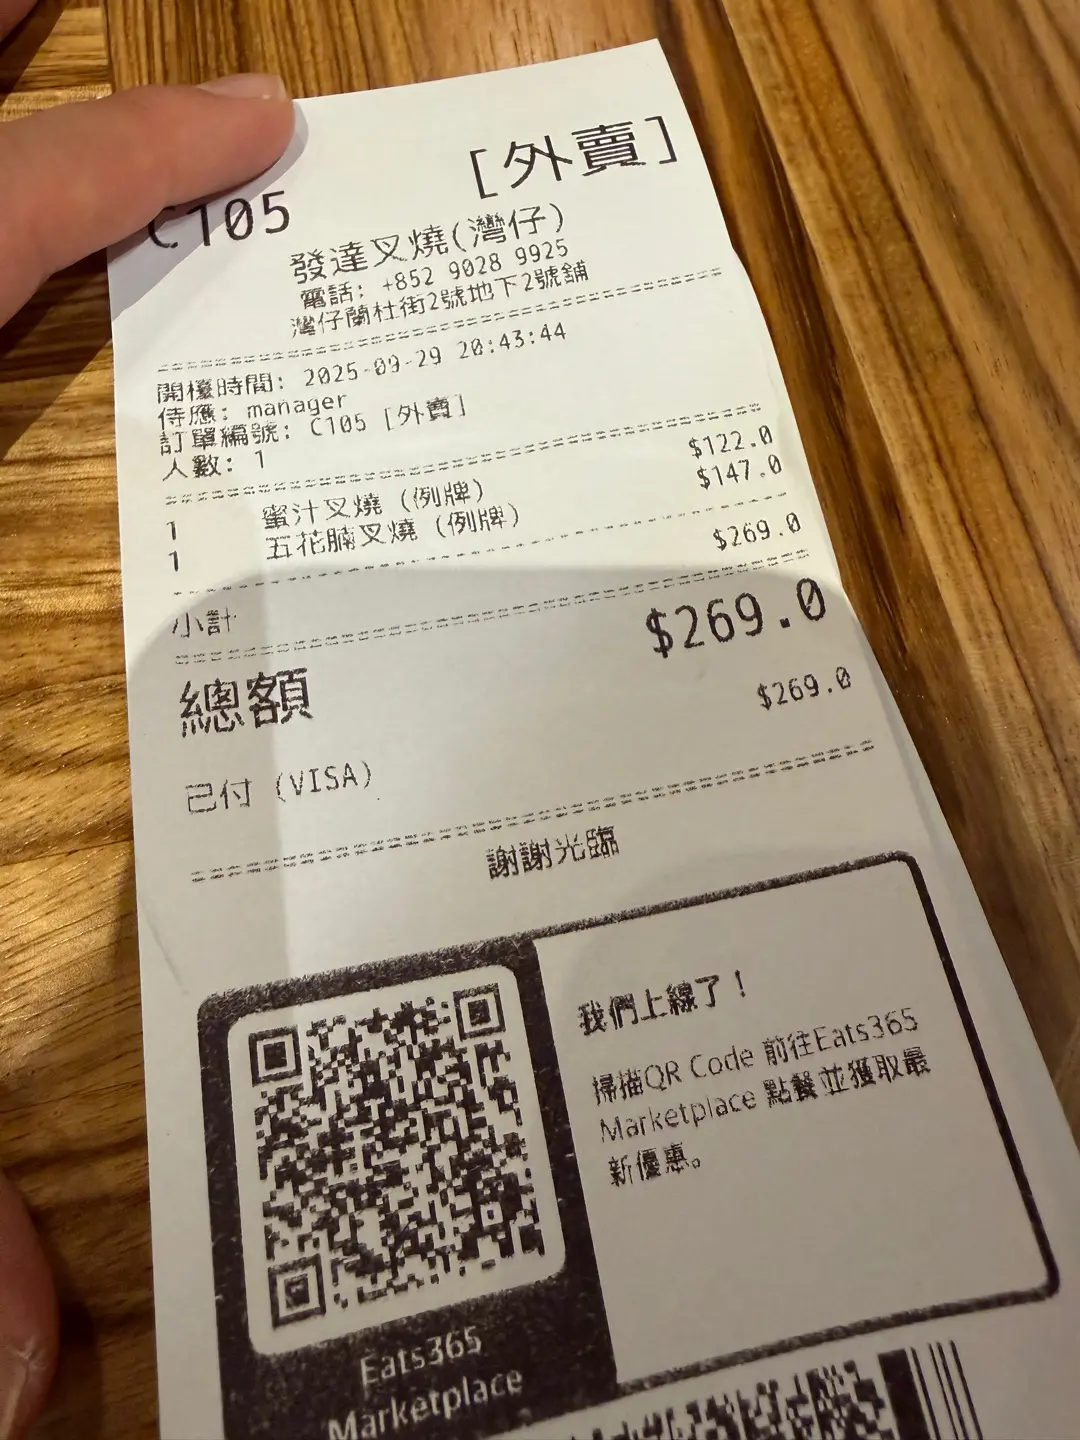 [外賣]
C105
發達叉燒(灣仔)
電話: +852 9028 9925
灣仔蘭杜街2號地下2號舖
開檯時間: 2025-09-29 20:43:44
侍應: manager
訂單編號: C105 [外賣]
人數: 1
1 蜜汁叉燒 (例牌) $122.0
1 五花腩叉燒 (例牌) $147.0
小計 $269.0
總額 $269.0
已付 (VISA) $269.0
謝謝光臨
我們上線了！
掃描QR Code 前往Eats365
Marketplace 點餐並獲取最
新優惠。
Eats365
Marketplace